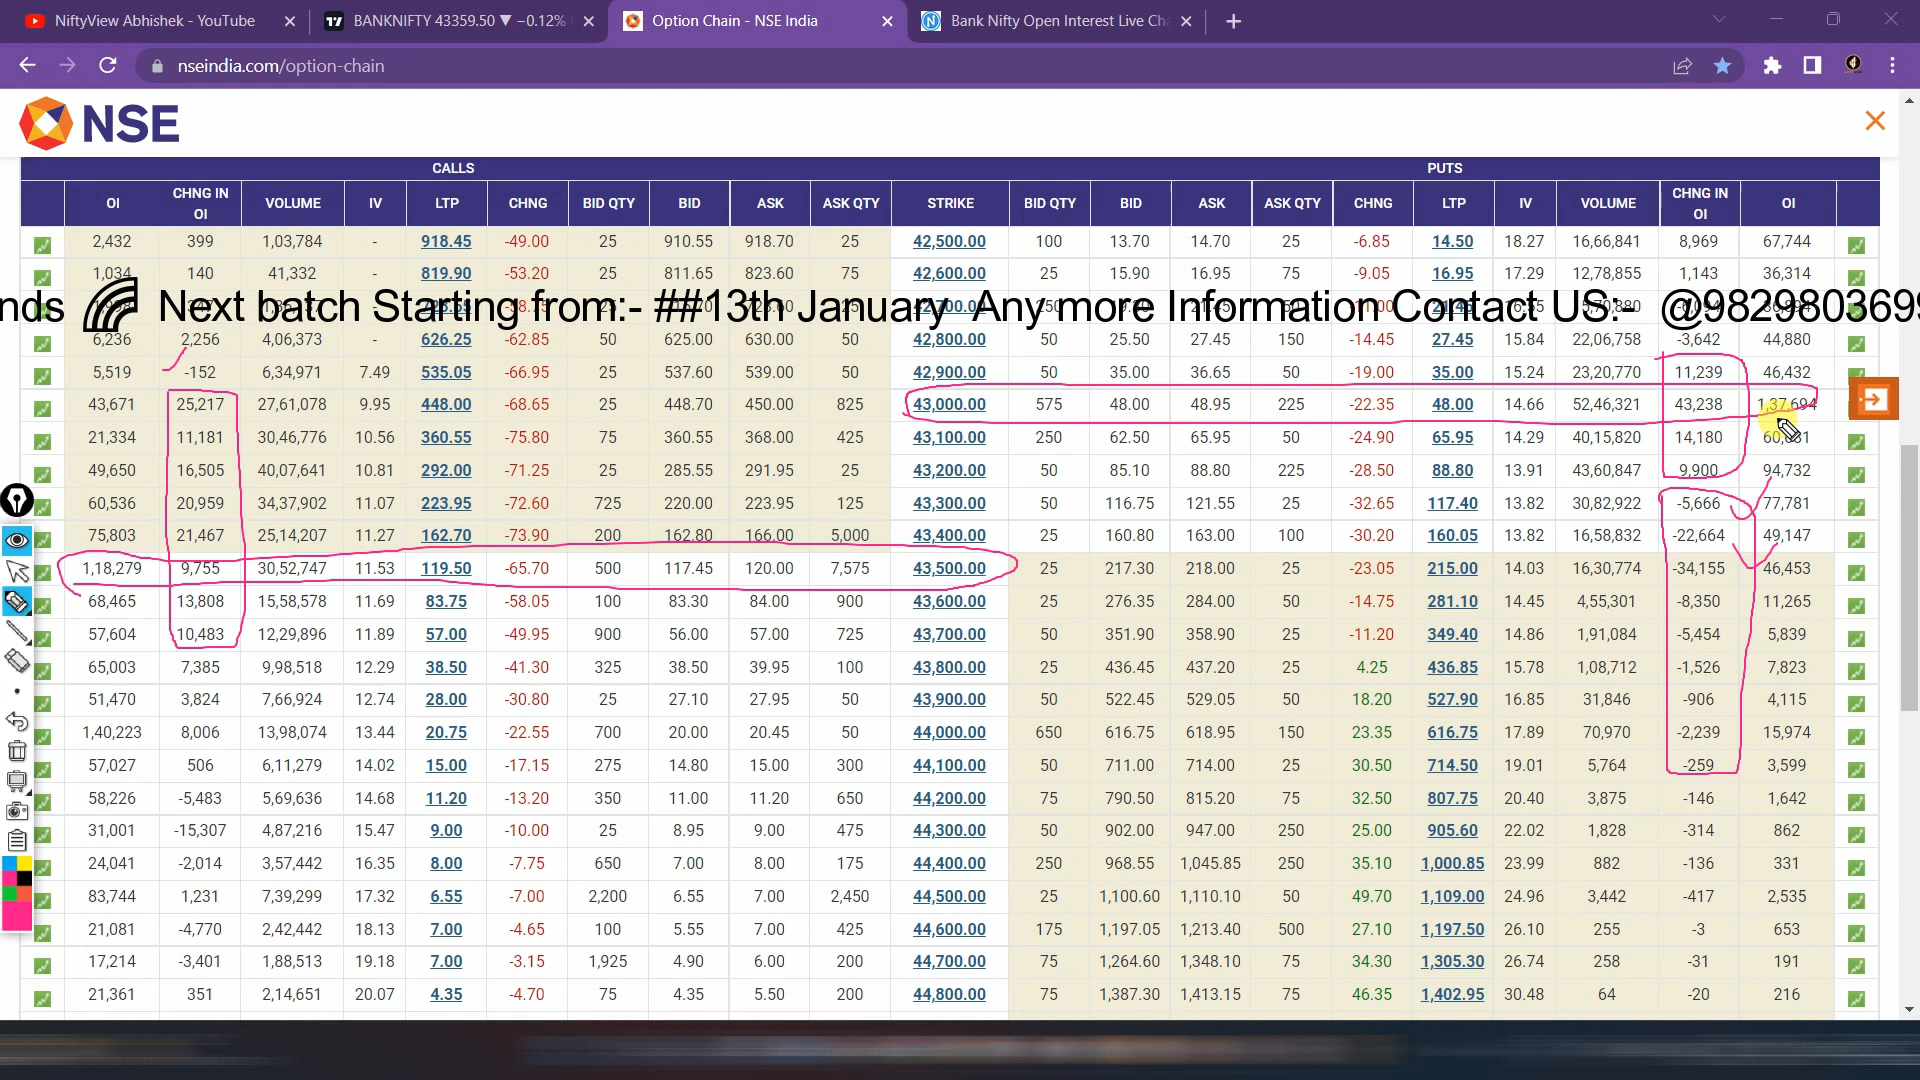 NiftyView Abhishek - YouTube
BANKNIFTY 43359.50 ▼ −0.12%
Option Chain - NSE India
Bank Nifty Open Interest Live Ch
nseindia.com/option-chain
NSE
CALLS PUTS
OI CHNG IN OI VOLUME IV LTP CHNG BID QTY BID ASK ASK QTY STRIKE BID QTY BID ASK ASK QTY CHNG LTP IV VOLUME CHNG IN OI OI
2,432 399 1,03,784 - 918.45 -49.00 25 910.55 918.70 25 42,500.00 100 13.70 14.70 25 -6.85 14.50 18.27 16,66,841 8,969 67,744
1,034 140 41,332 - 819.90 -53.20 25 811.65 823.60 75 42,600.00 25 15.90 16.95 75 -9.05 16.95 17.29 12,78,855 1,143 36,314
nds 🌈 Next batch Starting from:- ##13th January Any more Information Contact US:- @982980369
6,236 2,256 4,06,373 - 626.25 -62.85 50 625.00 630.00 50 42,800.00 50 25.50 27.45 150 -14.45 27.45 15.84 22,06,758 -3,642 44,880
5,519 -152 6,34,971 7.49 535.05 -66.95 25 537.60 539.00 50 42,900.00 50 35.00 36.65 50 -19.00 35.00 15.24 23,20,770 11,239 46,432
43,671 25,217 27,61,078 9.95 448.00 -68.65 25 448.70 450.00 825 43,000.00 575 48.00 48.95 225 -22.35 48.00 14.66 52,46,321 43,238 1,37,694
21,334 11,181 30,46,776 10.56 360.55 -75.80 75 360.55 368.00 425 43,100.00 250 62.50 65.95 50 -24.90 65.95 14.29 40,15,820 14,180
49,650 16,505 40,07,641 10.81 292.00 -71.25 25 285.55 291.95 25 43,200.00 50 85.10 88.80 225 -28.50 88.80 13.91 43,60,847 9,900 94,732
60,536 20,959 34,37,902 11.07 223.95 -72.60 725 220.00 223.95 125 43,300.00 50 116.75 121.55 25 -32.65 117.40 13.82 30,82,922 -5,666 77,781
75,803 21,467 25,14,207 11.27 162.70 -73.90 200 162.80 166.00 5,000 43,400.00 25 160.80 163.00 100 -30.20 160.05 13.82 16,58,832 -22,664 49,147
1,18,279 9,755 30,52,747 11.53 119.50 -65.70 500 117.45 120.00 7,575 43,500.00 25 217.30 218.00 25 -23.05 215.00 14.03 16,30,774 -34,155 46,453
68,465 13,808 15,58,578 11.69 83.75 -58.05 100 83.30 84.00 900 43,600.00 25 276.35 284.00 50 -14.75 281.10 14.45 4,55,301 -8,350 11,265
57,604 10,483 12,29,896 11.89 57.00 -49.95 900 56.00 57.00 725 43,700.00 50 351.90 358.90 25 -11.20 349.40 14.86 1,91,084 -5,454 5,839
65,003 7,385 9,98,518 12.29 38.50 -41.30 325 38.50 39.95 100 43,800.00 25 436.45 437.20 25 4.25 436.85 15.78 1,08,712 -1,526 7,823
51,470 3,824 7,66,924 12.74 28.00 -30.80 25 27.10 27.95 50 43,900.00 50 522.45 529.05 50 18.20 527.90 16.85 31,846 -906 4,115
1,40,223 8,006 13,98,074 13.44 20.75 -22.55 700 20.00 20.45 50 44,000.00 650 616.75 618.95 150 23.35 616.75 17.89 70,970 -2,239 15,974
57,027 506 6,11,279 14.02 15.00 -17.15 300 14.80 15.00 275 44,100.00 50 711.00 714.00 25 30.50 714.50 19.01 5,764 -259 3,599
58,226 -5,483 5,69,636 14.68 11.20 -13.20 350 11.00 11.20 650 44,200.00 75 790.50 815.20 75 32.50 807.75 20.40 3,875 -146 1,642
31,001 -15,307 4,87,216 15.47 9.00 -10.00 25 8.95 9.00 475 44,300.00 50 902.00 947.00 250 25.00 905.60 22.02 1,828 -314 862
24,041 -2,014 3,57,442 16.35 8.00 -7.75 650 7.00 8.00 175 44,400.00 250 968.55 1,045.85 250 35.10 1,000.85 23.99 882 -136 331
83,744 1,231 7,39,299 17.32 6.55 -7.00 2,200 6.55 7.00 2,450 44,500.00 25 1,100.60 1,110.10 50 49.70 1,109.00 24.96 3,442 -417 2,535
21,081 -4,770 2,42,442 18.13 7.00 -4.65 100 5.55 7.00 425 44,600.00 175 1,197.05 1,213.40 500 27.10 1,197.50 26.10 255 -3 653
17,214 -3,401 1,88,513 19.18 7.00 -3.15 1,925 4.90 6.00 200 44,700.00 75 1,264.60 1,348.10 75 34.30 1,305.30 26.74 258 -31 191
21,361 351 2,14,651 20.07 4.35 -4.70 75 4.35 5.50 200 44,800.00 75 1,387.30 1,413.15 75 46.35 1,402.95 30.48 64 -20 216